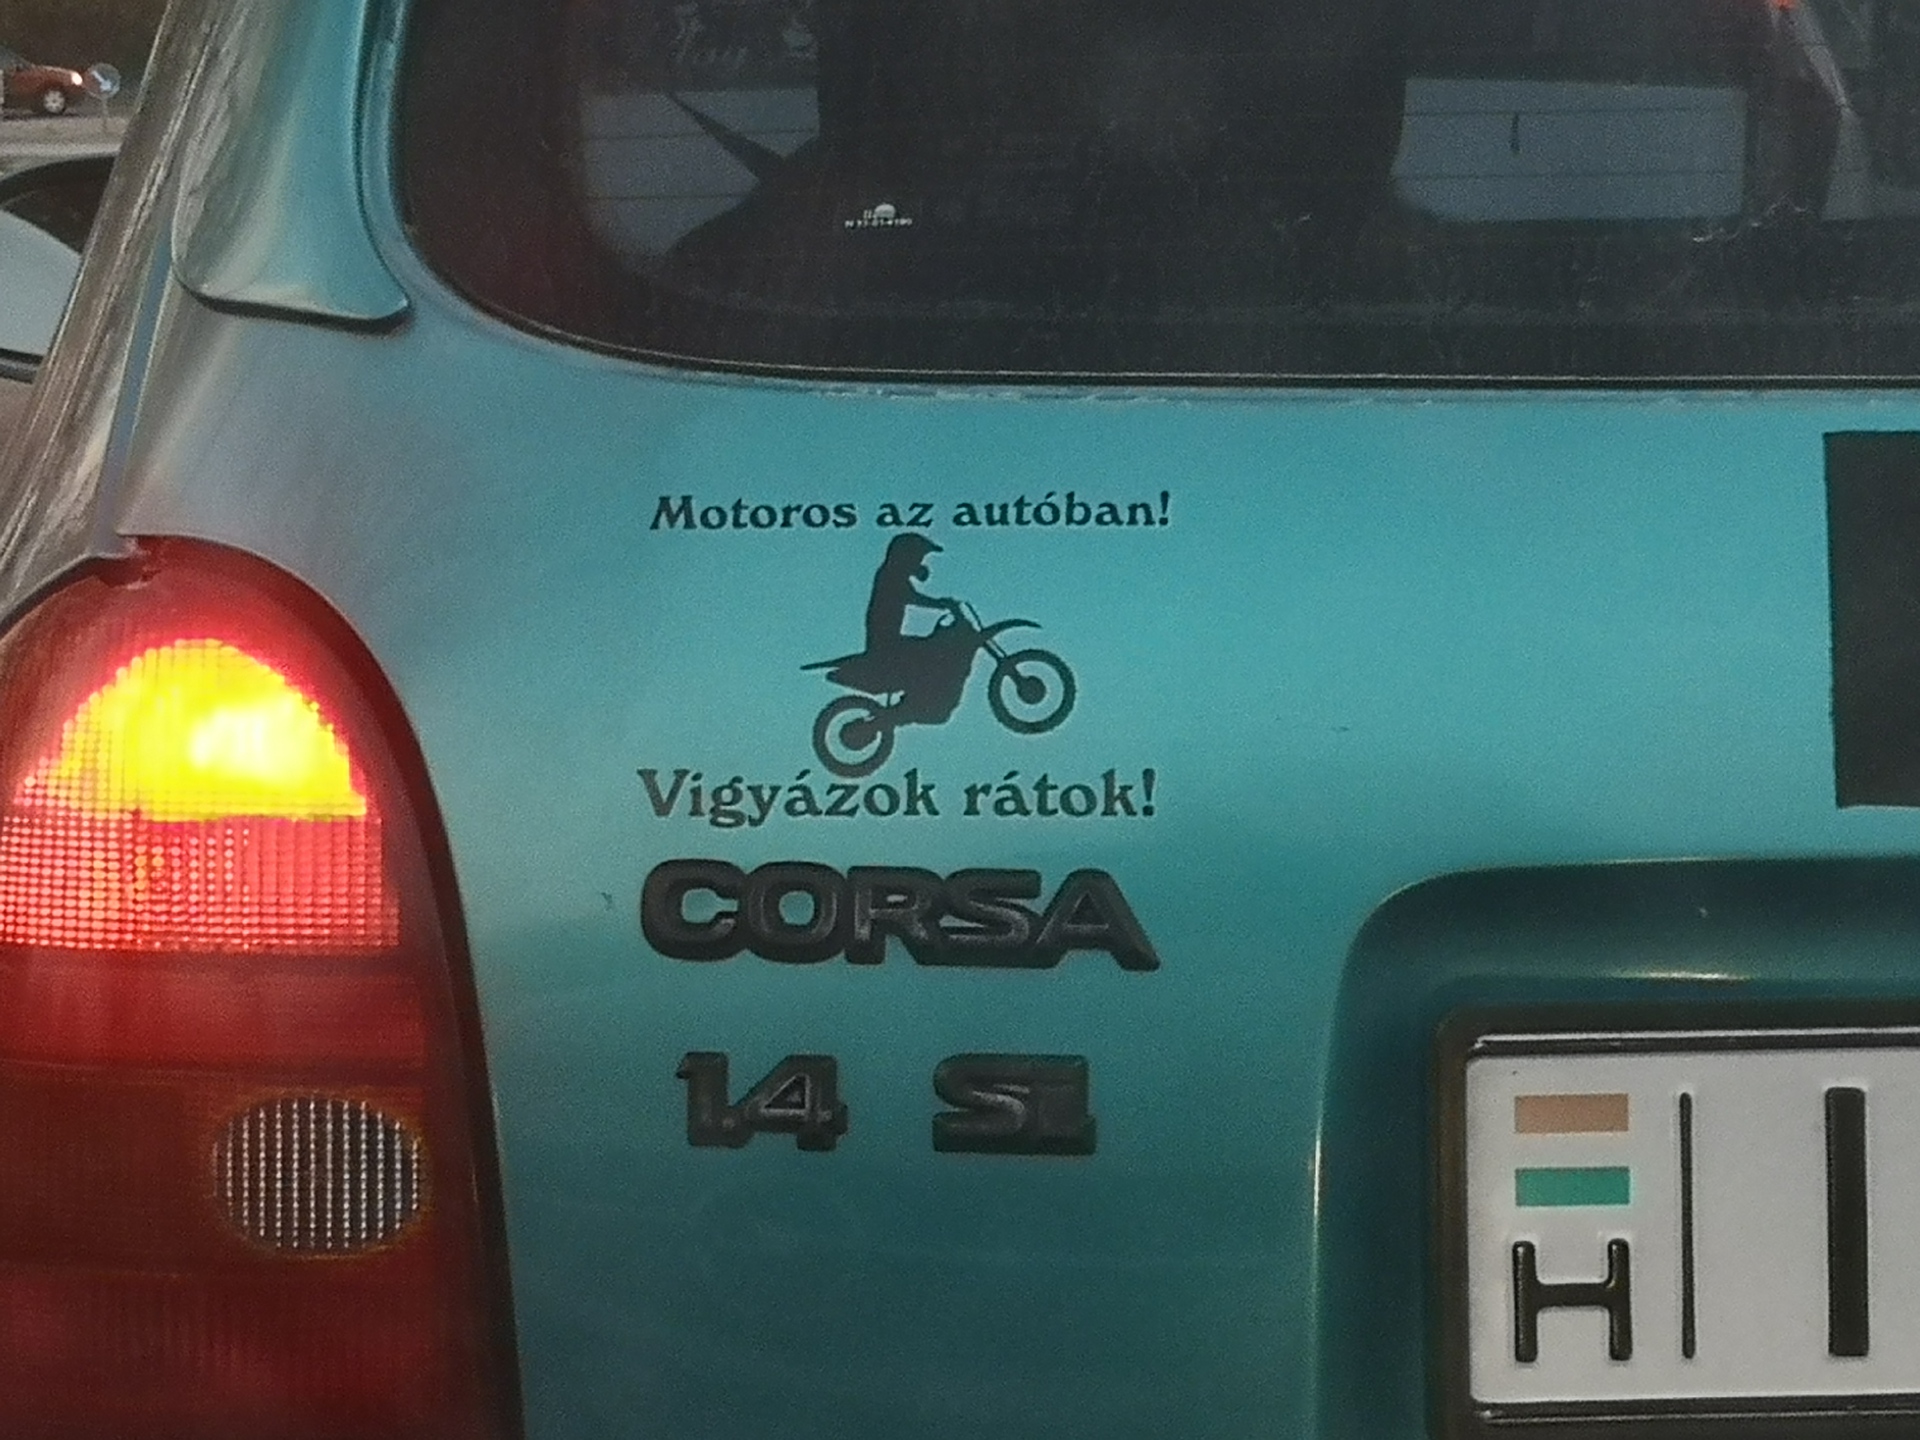 Motoros az autóban!
Vigyázok rátok!
CORSA
1.4 Si
H I